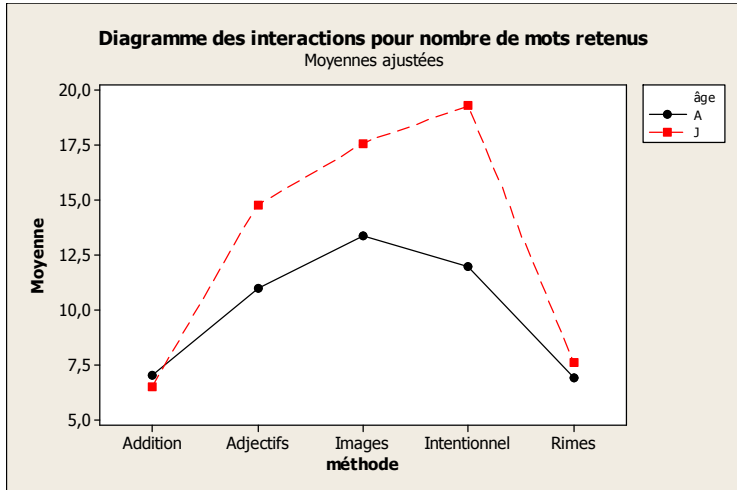 Diagramme des interactions pour nombre de mots retenus
Moyennes ajustées
âge
A
J
20,0
17,5
15,0
12,5
10,0
7,5
5,0
Moyenne
Addition
Adjectifs
Images
Intentionnel
Rimes
méthode